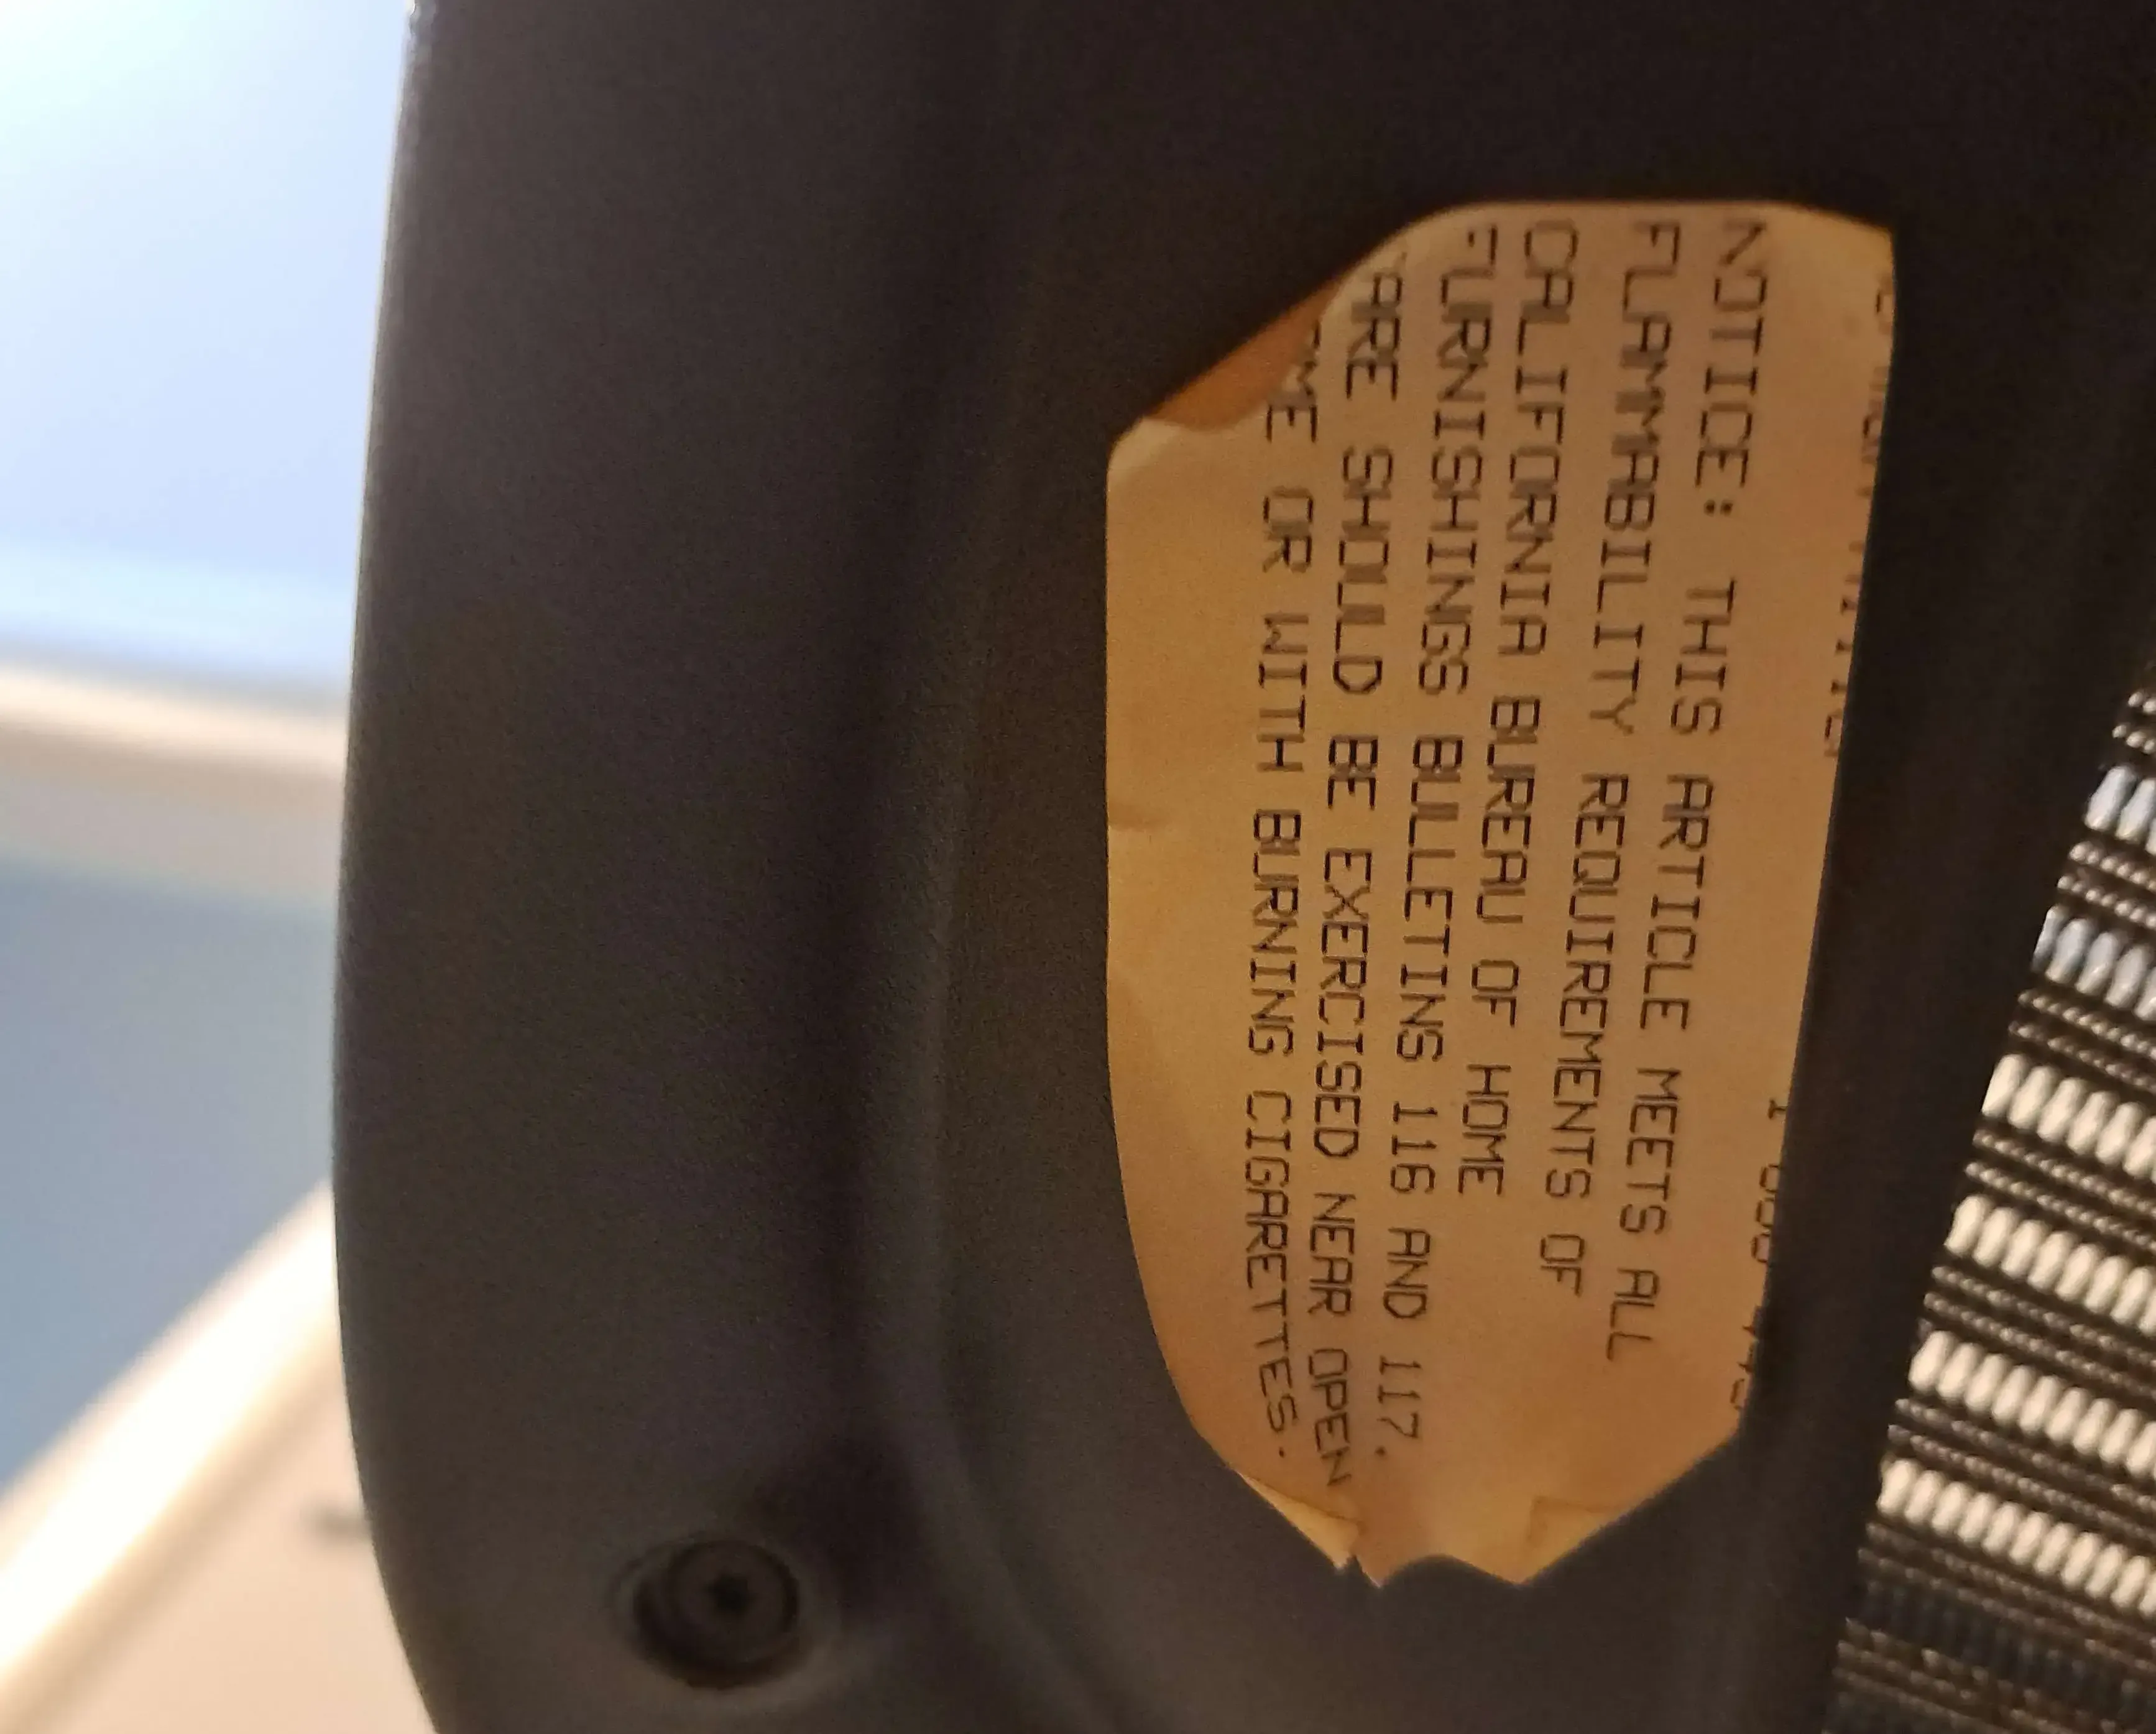 NOTICE: THIS ARTICLE MEETS ALL
FLAMMABILITY REQUIREMENTS OF
CALIFORNIA BUREAU OF HOME
FURNISHINGS BULLETINS 116 AND 117.
CARE SHOULD BE EXERCISED NEAR OPEN
OR WITH BURNING CIGARETTES.